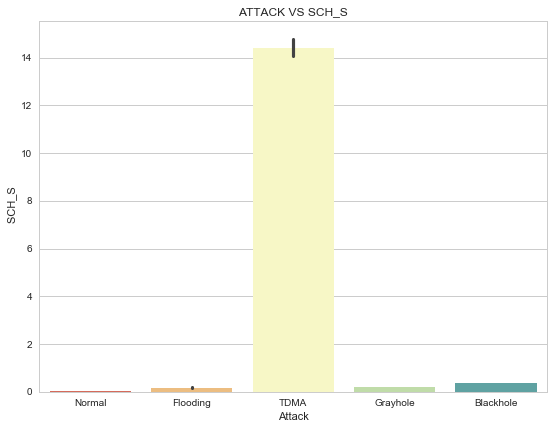 ATTACK VS SCH_S
14
12
10
8
6
4
2
0
SCH_S
Normal Flooding TDMA Grayhole Blackhole
Attack